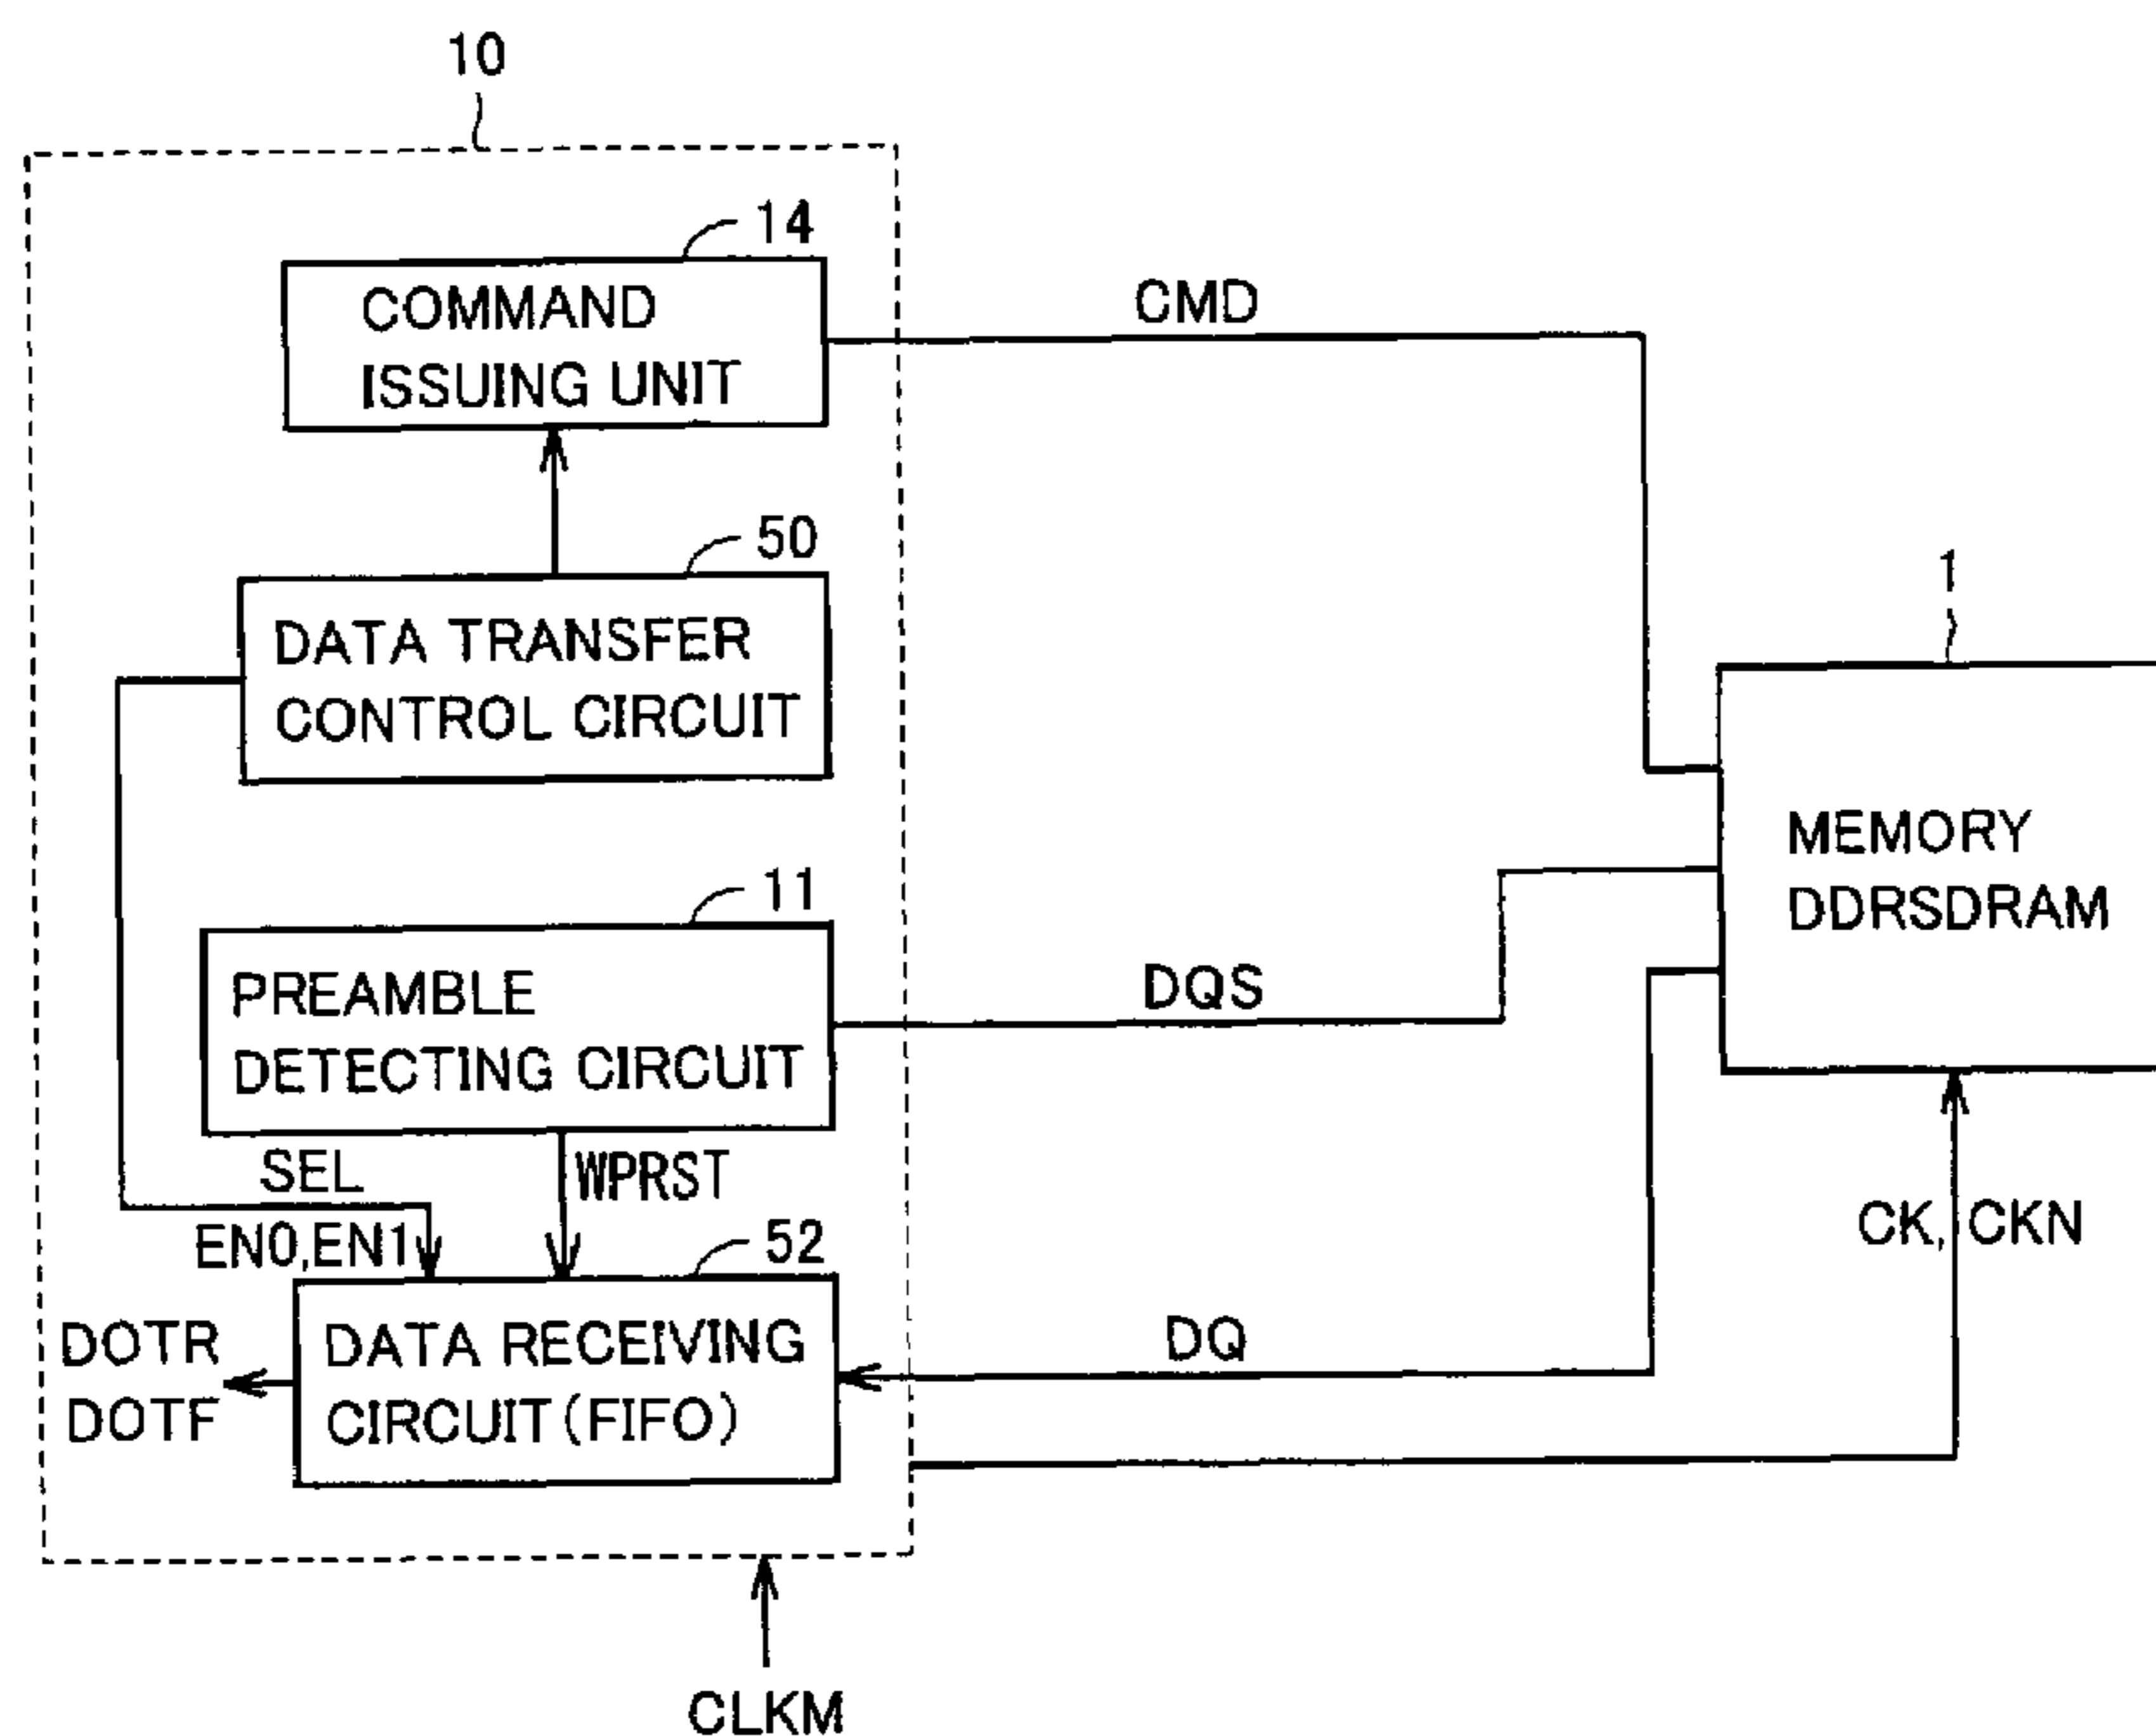 10
14
COMMAND
ISSUING UNIT
CMD
50
DATA TRANSFER
CONTROL CIRCUIT
1
MEMORY
DDRSDRAM
11
PREAMBLE
DETECTING CIRCUIT
DQS
SEL
WPRST
EN0,EN1
CK, CKN
52
DATA RECEIVING
CIRCUIT(FIFO)
DOTR
DOTF
DQ
CLKM